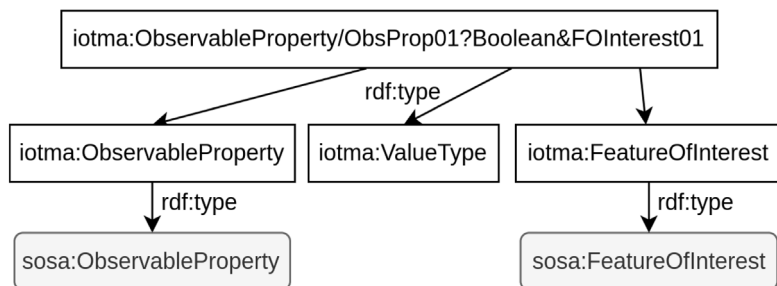 iotma:ObservableProperty/ObsProp01?Boolean&FOInterest01
rdf:type
iotma:ObservableProperty
iotma:ValueType
iotma:FeatureOfInterest
rdf:type
rdf:type
sosa:ObservableProperty
sosa:FeatureOfInterest